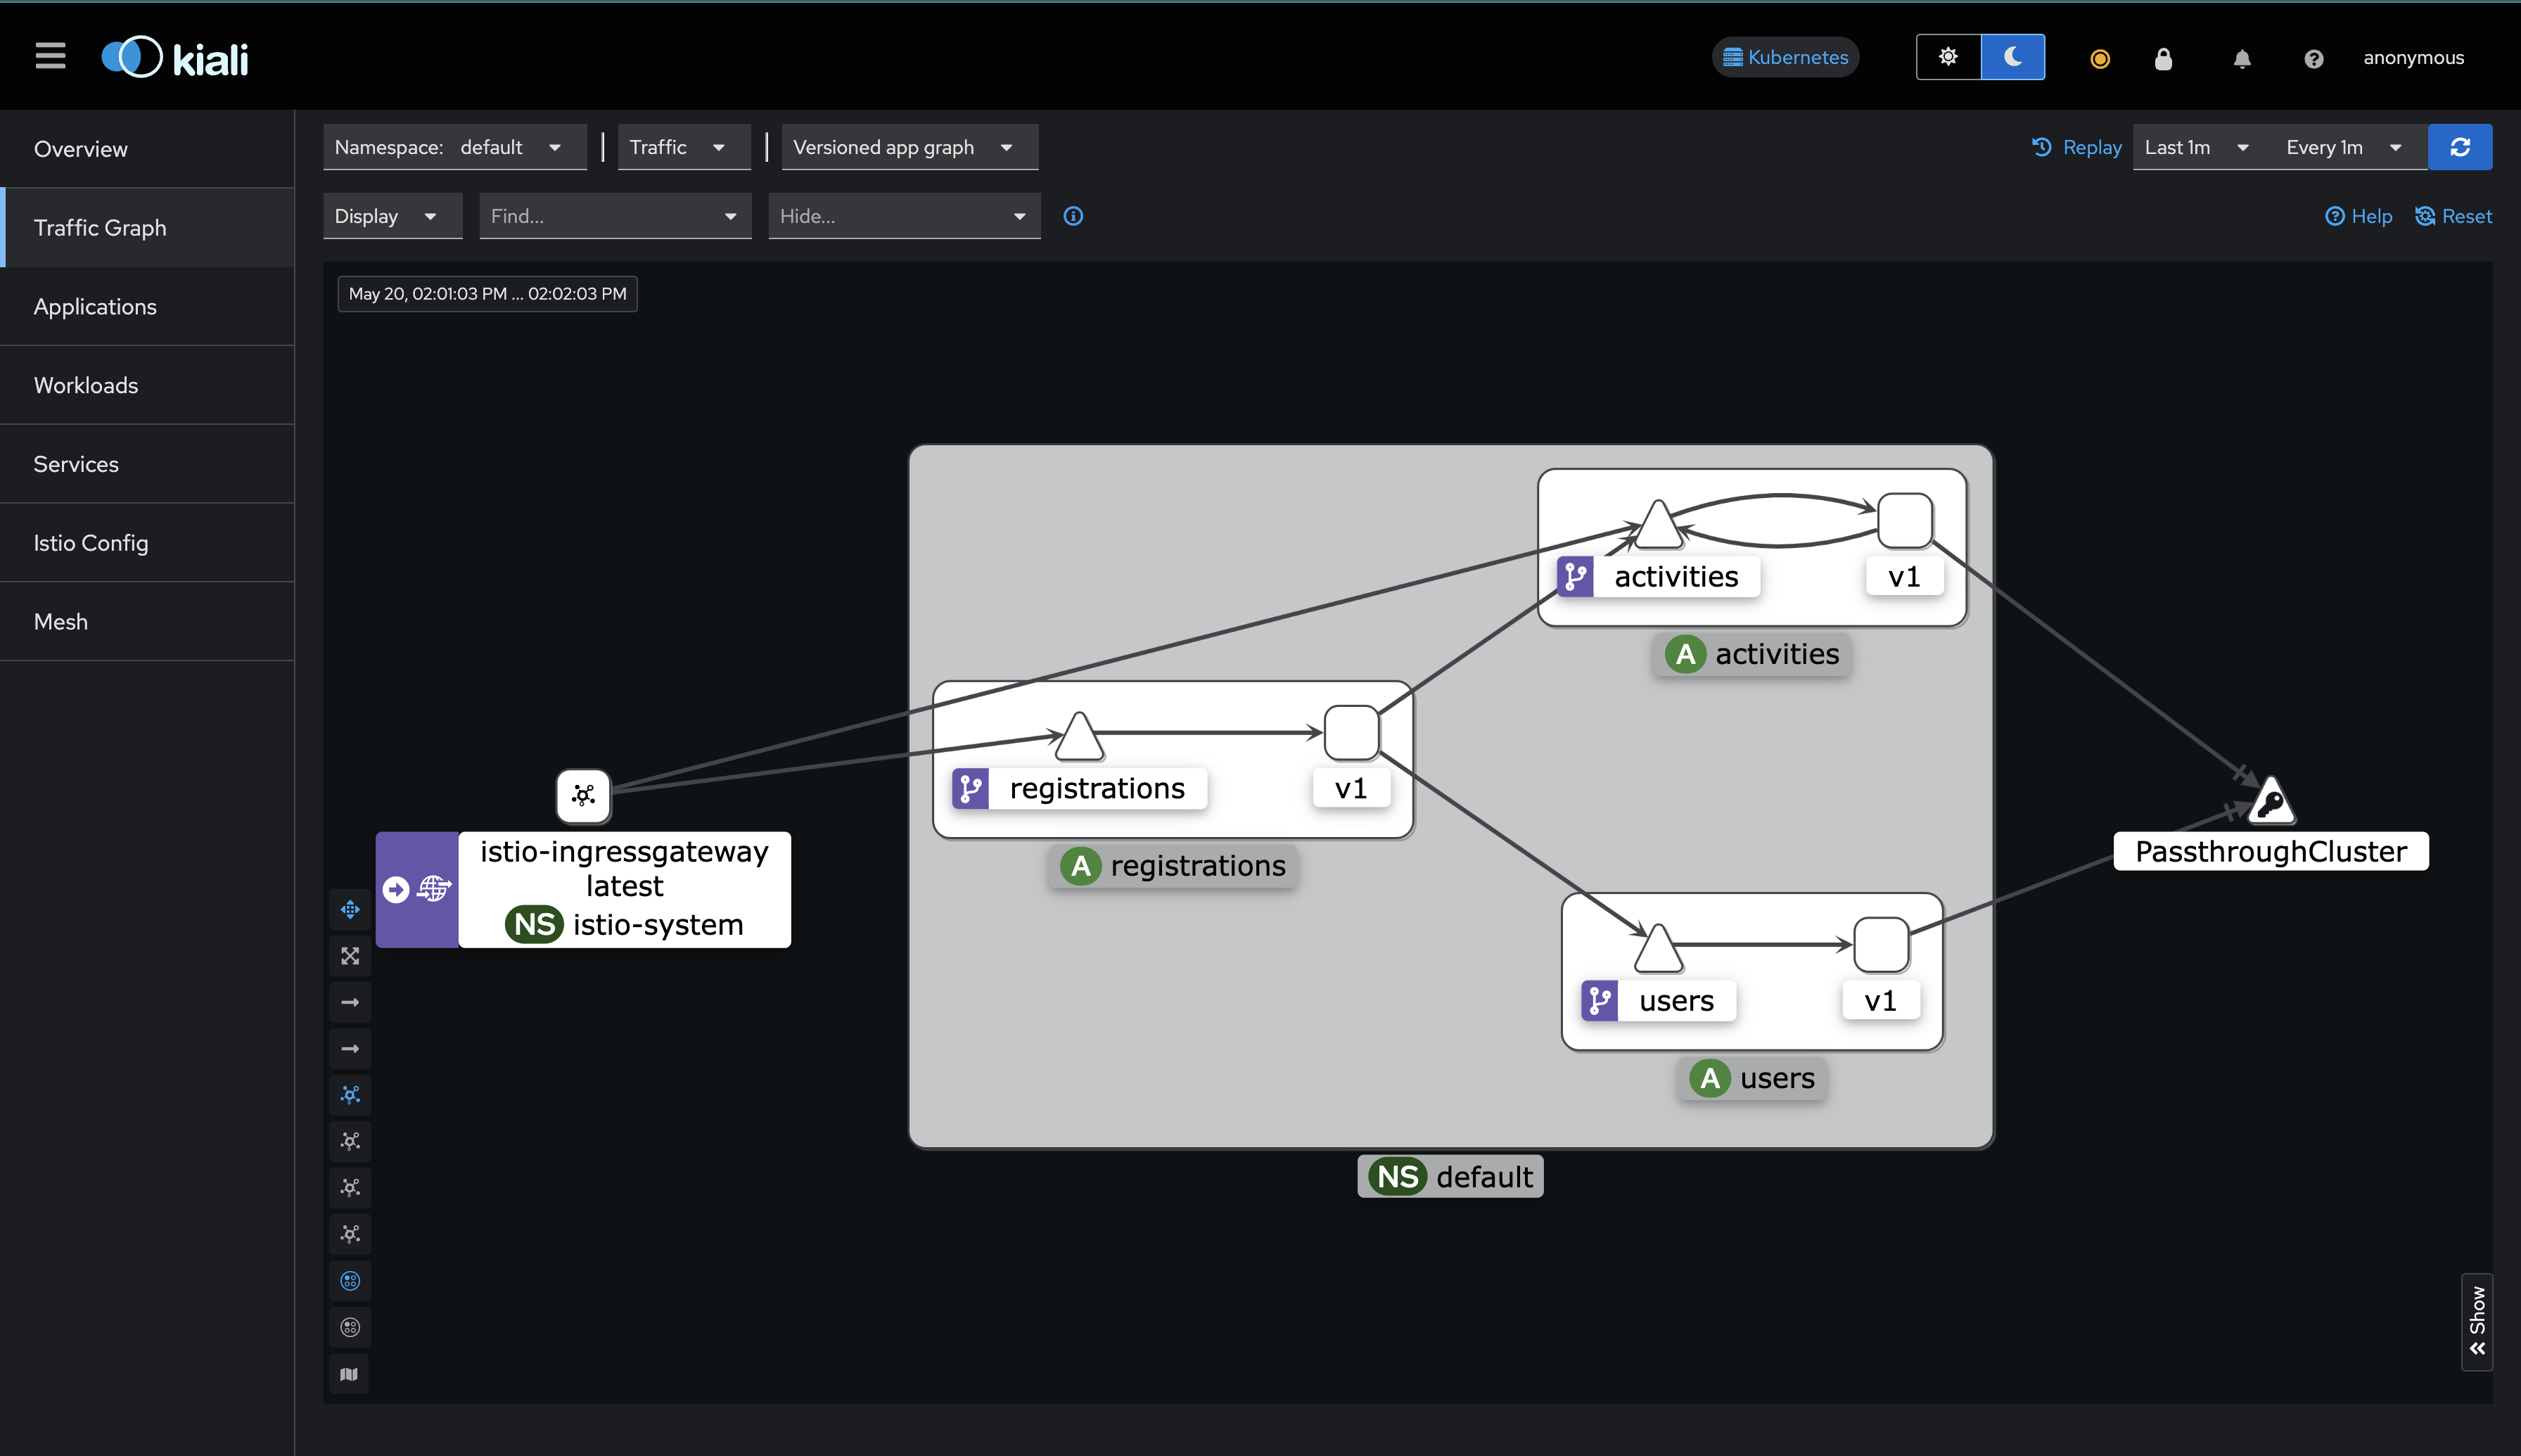 kiali
Kubernetes
anonymous
Overview
Traffic Graph
Applications
Workloads
Services
Istio Config
Mesh
Namespace: default
Traffic
Versioned app graph
Replay
Last 1m
Every 1m
Display
Find...
Hide...
Help
Reset
May 20, 02:01:03 PM ... 02:02:03 PM
activities
v1
A activities
registrations
v1
A registrations
istio-ingressgateway
latest
NS istio-system
PassthroughCluster
users
v1
A users
NS default
Show